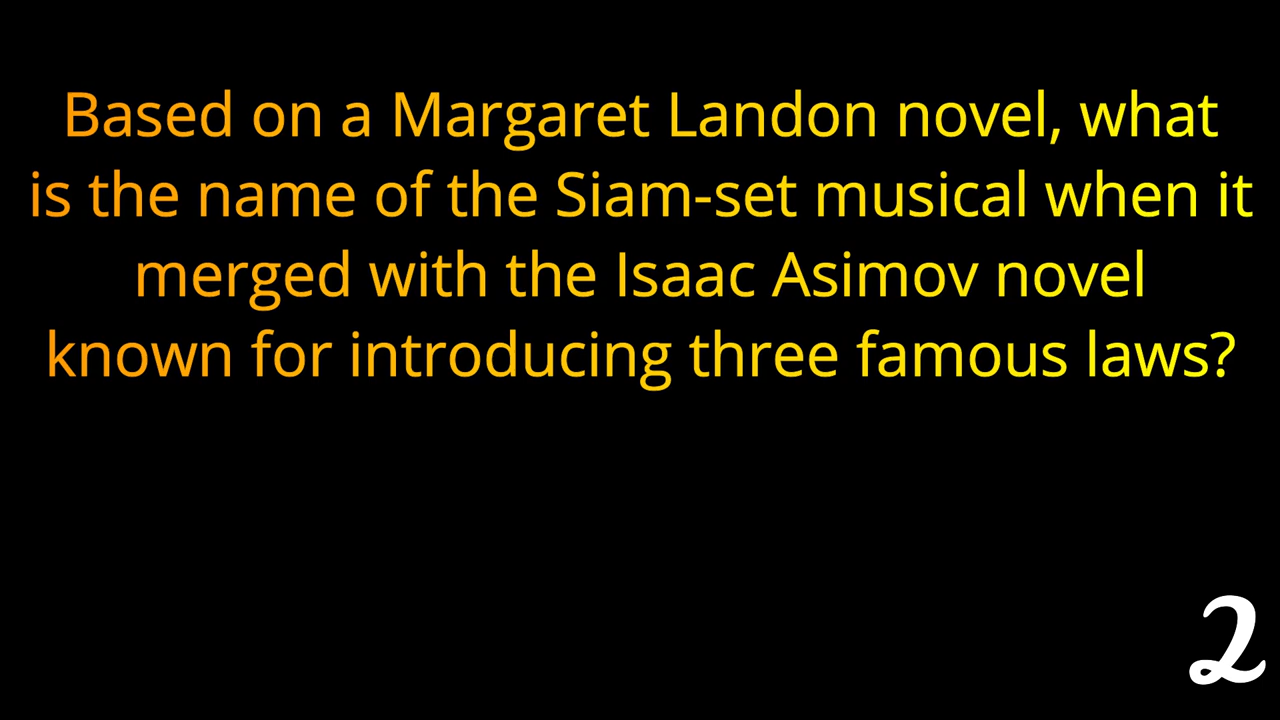 Based on a Margaret Landon novel, what
is the name of the Siam-set musical when it
merged with the Isaac Asimov novel
known for introducing three famous laws?
2